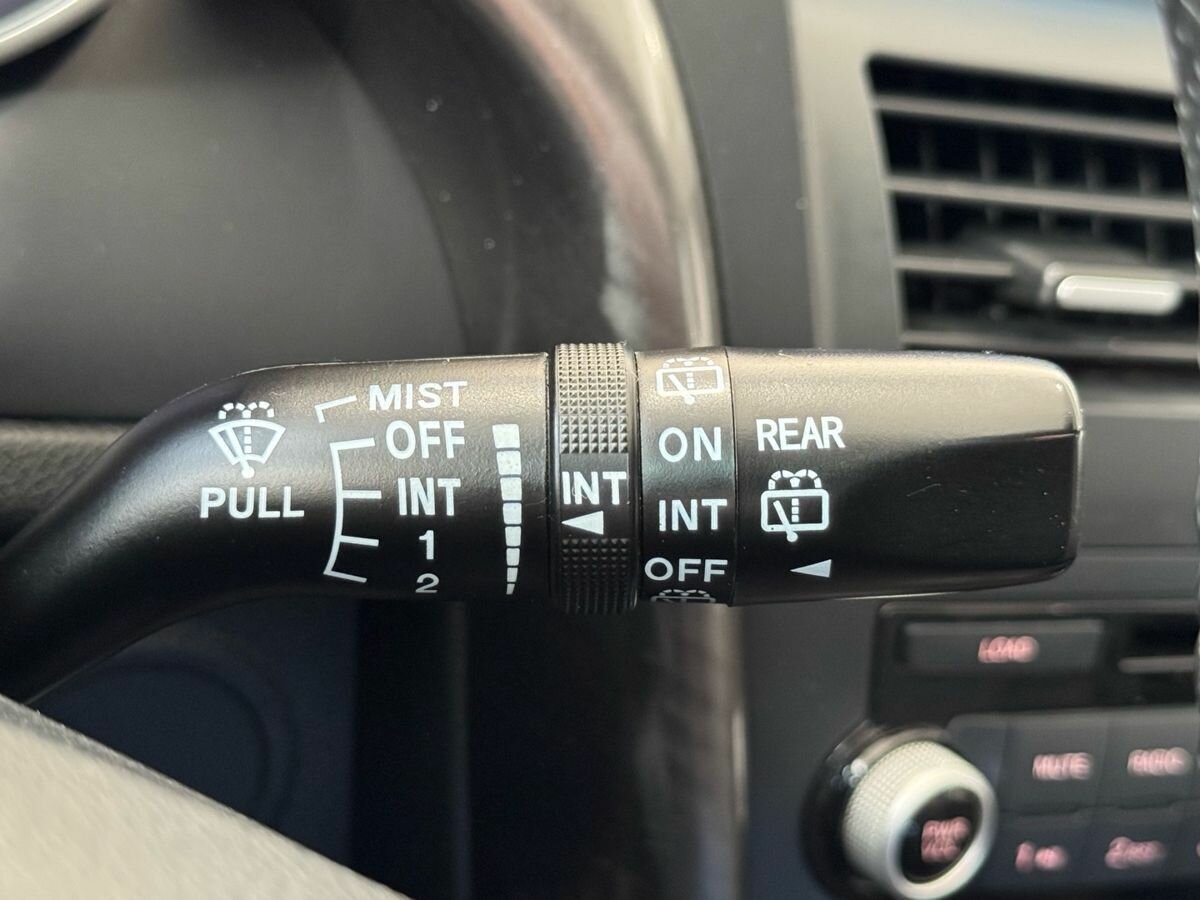 MIST
OFF
INT
1
2
PULL
INT
ON
INT
OFF
REAR
LOAD
MUTE